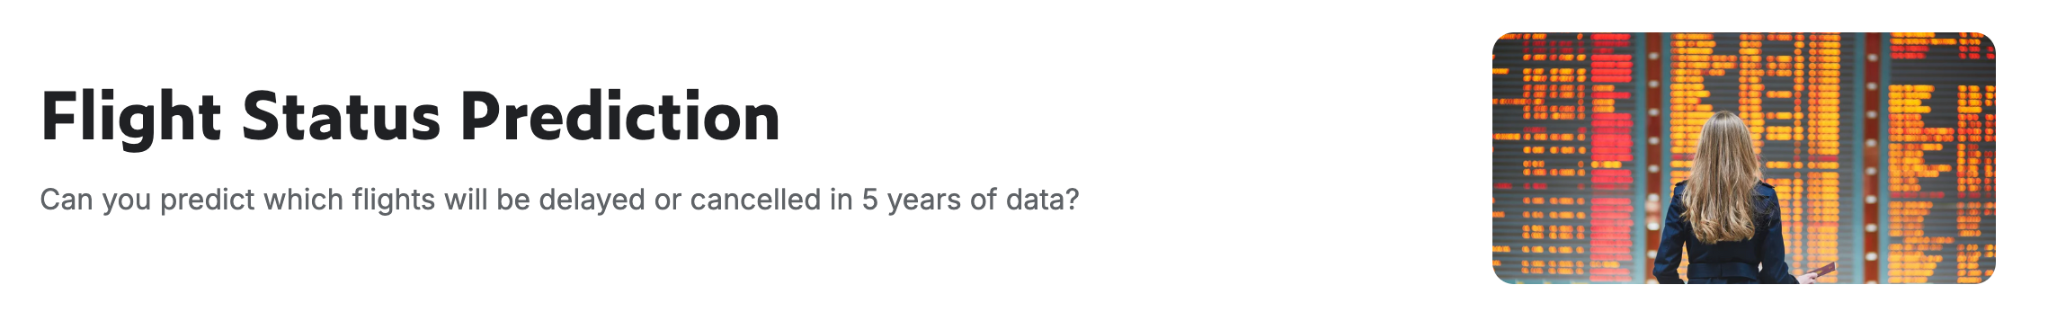 Flight Status Prediction
Can you predict which flights will be delayed or cancelled in 5 years of data?